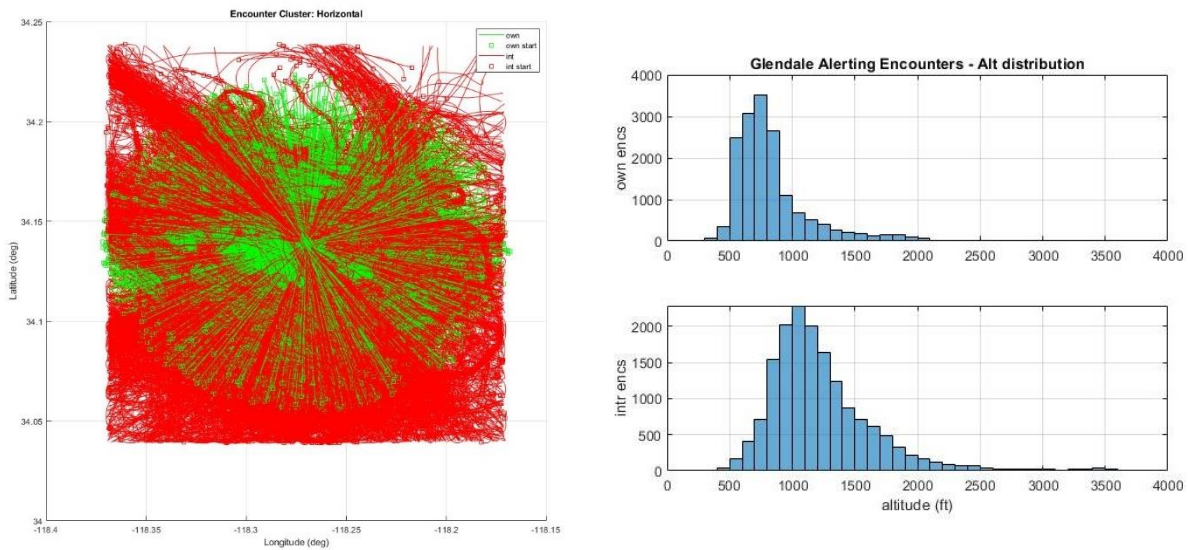 Encounter Cluster: Horizontal
34.25
34.2
34.15
34.1
34.05
34
Latitude (deg)
own
own start
int
int start
-118.4
-118.35
-118.3
-118.25
-118.2
-118.15
Longitude (deg)
Glendale Alerting Encounters - Alt distribution
own encs
4000
3000
2000
1000
0
0 500 1000 1500 2000 2500 3000 3500 4000
intr encs
2000
1500
1000
500
0
0 500 1000 1500 2000 2500 3000 3500 4000
altitude (ft)